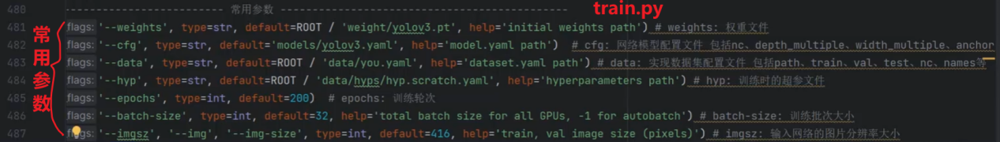 480 ------------------------- 常用参数 ---------------------------------------------
train.py
常用参数
481 flags: '--weights', type=str, default=ROOT / 'weight/yolov3.pt', help='initial weights path') # weights: 权重文件
482 flags: '--cfg', type=str, default='models/yolov3.yaml', help='model.yaml path') # cfg: 网络模型配置文件 包括nc、depth_multiple、width_multiple、anchor
483 flags: '--data', type=str, default=ROOT / 'data/you.yaml', help='dataset.yaml path') # data: 实现数据集配置文件 包括path、train、val、test、nc、names等
484 flags: '--hyp', type=str, default=ROOT / 'data/hyps/hyp.scratch.yaml', help='hyperparameters path') # hyp: 训练时的超参文件
485 flags: '--epochs', type=int, default=200) # epochs: 训练轮次
486 flags: '--batch-size', type=int, default=32, help='total batch size for all GPUs, -1 for autobatch') # batch-size: 训练批次大小
487 flags: '--imgsz', '--img', '--img-size', type=int, default=416, help='train, val image size (pixels)') # imgsz: 输入网络的图片分辨率大小